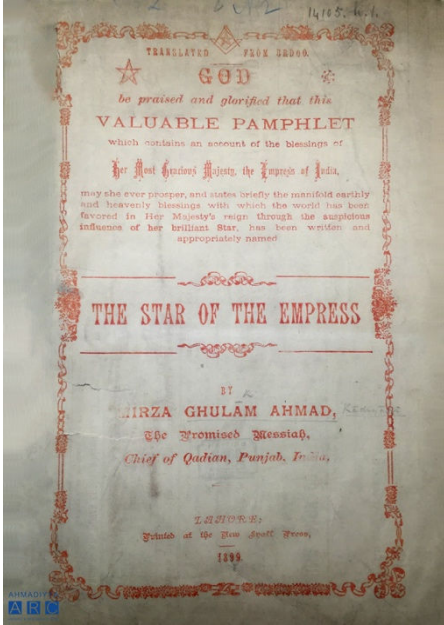 14105. b. 1.
TRANSLATED FROM URDOO.
GOD
be praised and glorified that this
VALUABLE PAMPHLET
which contains an account of the blessings of
Her Most Gracious Majesty, the Empress of India,
may she ever prosper, and states briefly the manifold earthly
and heavenly blessings with which the world has been
favored in Her Majesty's reign through the auspicious
influence of her brilliant Star, has been written and
appropriately named
THE STAR OF THE EMPRESS
BY
MIRZA GHULAM AHMAD,
The Promised Messiah,
Chief of Qadian, Punjab, India,
LAHORE:
Printed at the Press,
1899
AHMADIYYA
ARC